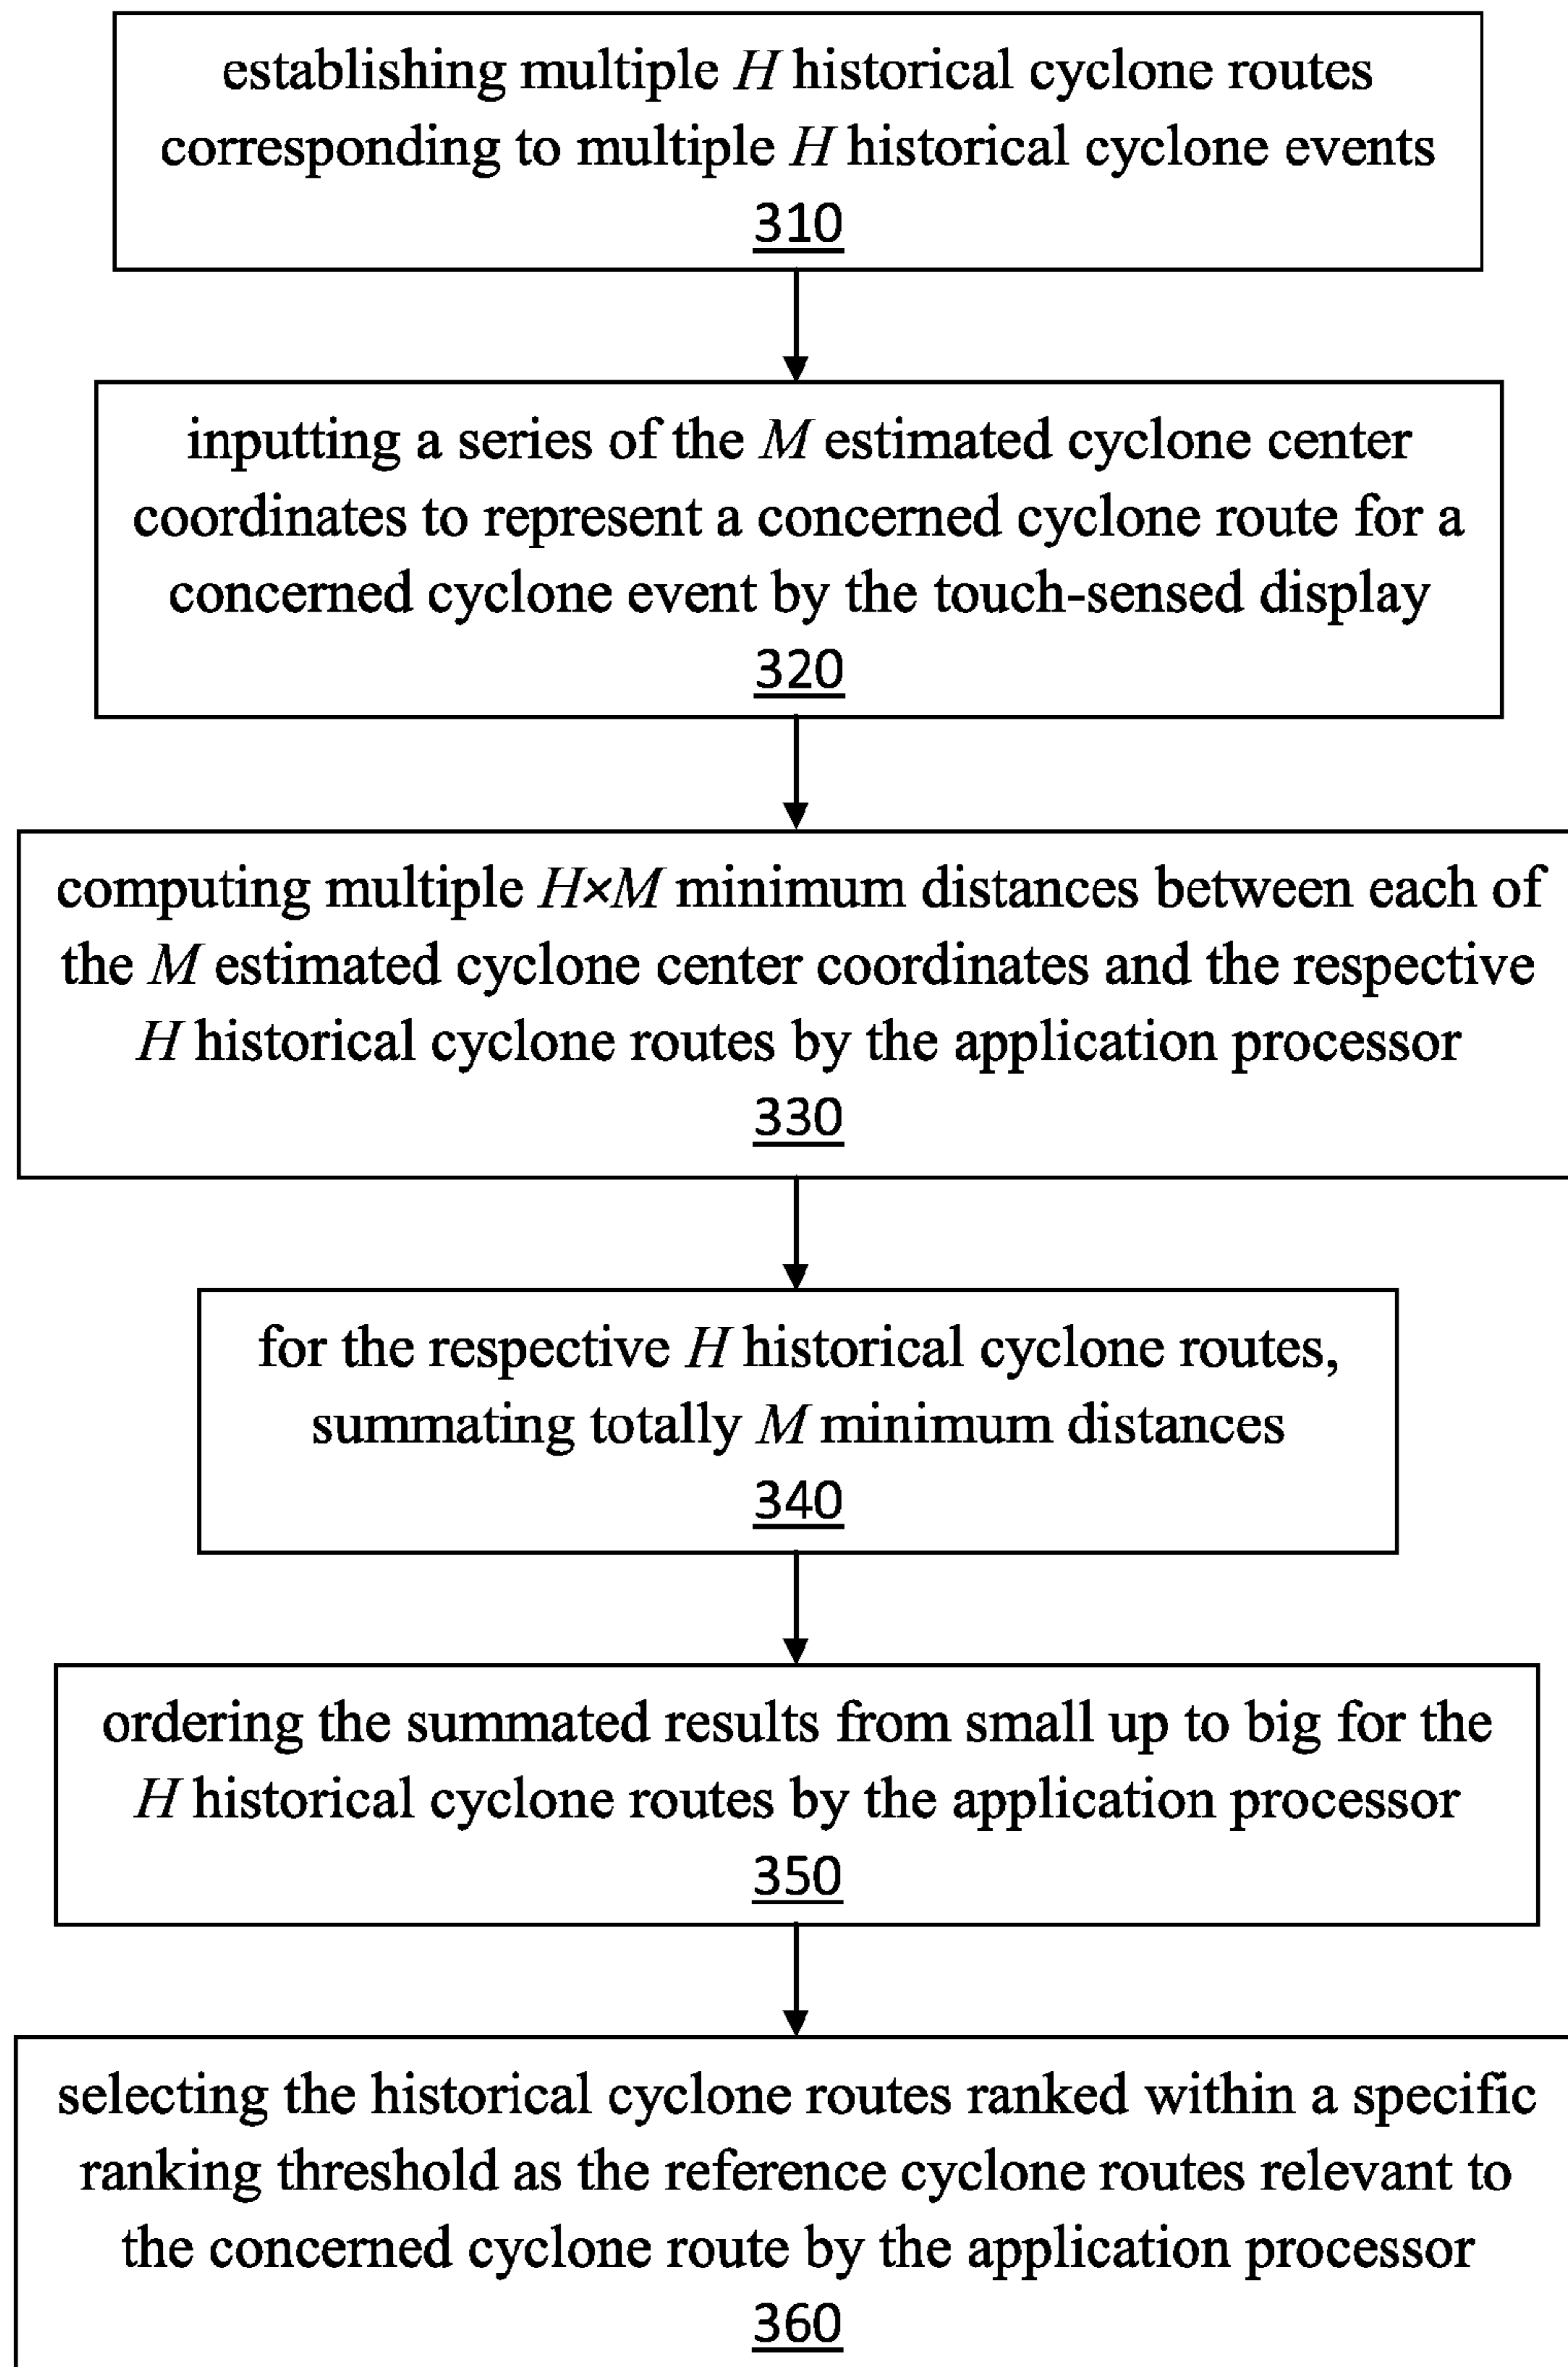 establishing multiple H historical cyclone routes
corresponding to multiple H historical cyclone events
310
inputting a series of the M estimated cyclone center
coordinates to represent a concerned cyclone route for a
concerned cyclone event by the touch-sensed display
320
computing multiple H×M minimum distances between each of
the M estimated cyclone center coordinates and the respective
H historical cyclone routes by the application processor
330
for the respective H historical cyclone routes,
summating totally M minimum distances
340
ordering the summated results from small up to big for the
H historical cyclone routes by the application processor
350
selecting the historical cyclone routes ranked within a specific
ranking threshold as the reference cyclone routes relevant to
the concerned cyclone route by the application processor
360